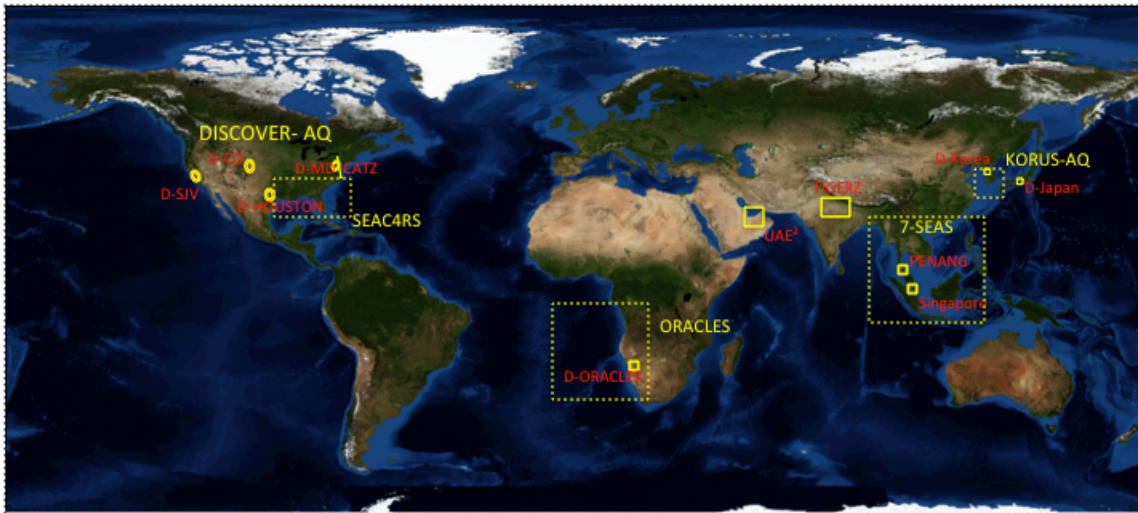 DISCOVER- AQ
D-CO
D-MD
CATZ
D-SJV
D-HOUSTON
SEAC4RS
D-Korea
KORUS-AQ
D-Japan
TIGERZ
UAE²
7-SEAS
PENANG
Singapore
ORACLES
D-ORACLES